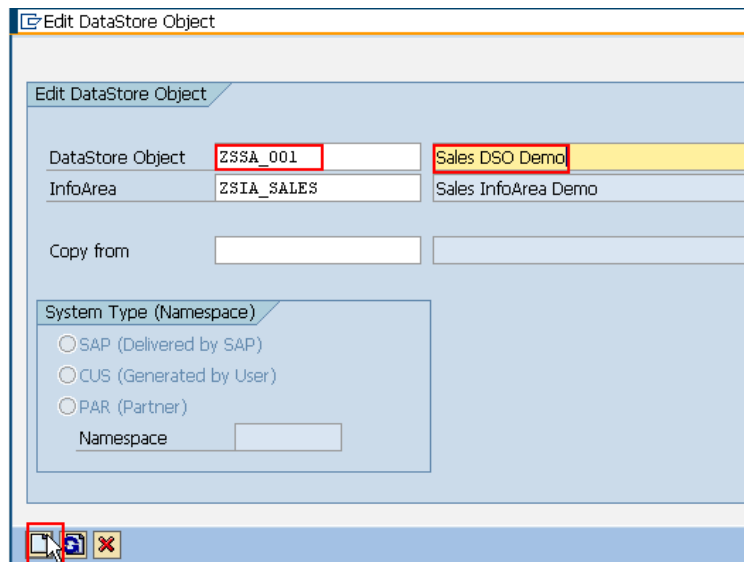 Edit DataStore Object
Edit DataStore Object
DataStore Object ZSSA_001 Sales DSO Demo
InfoArea ZSIA_SALES Sales InfoArea Demo
Copy from
System Type (Namespace)
SAP (Delivered by SAP)
CUS (Generated by User)
PAR (Partner)
Namespace